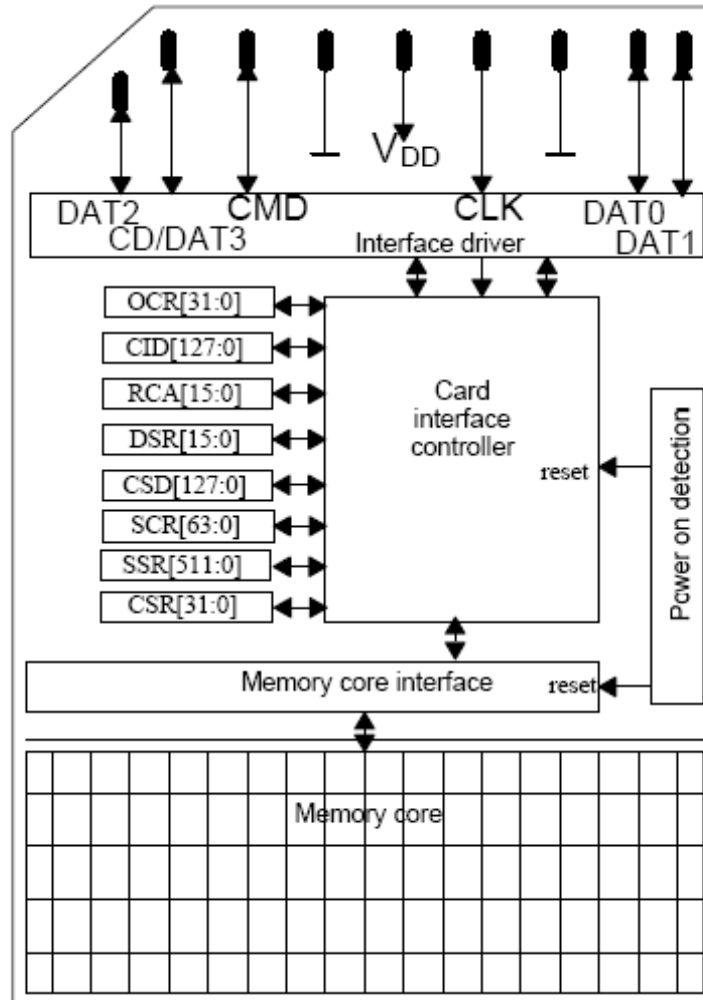 V DD
DAT2 CMD CLK DAT0
CD/DAT3 Interface driver DAT1
OCR[31:0]
CID[127:0]
RCA[15:0]
DSR[15:0]
CSD[127:0]
SCR[63:0]
SSR[511:0]
CSR[31:0]
Card
interface
controller
reset
Power on detection
Memory core interface
reset
Memory core